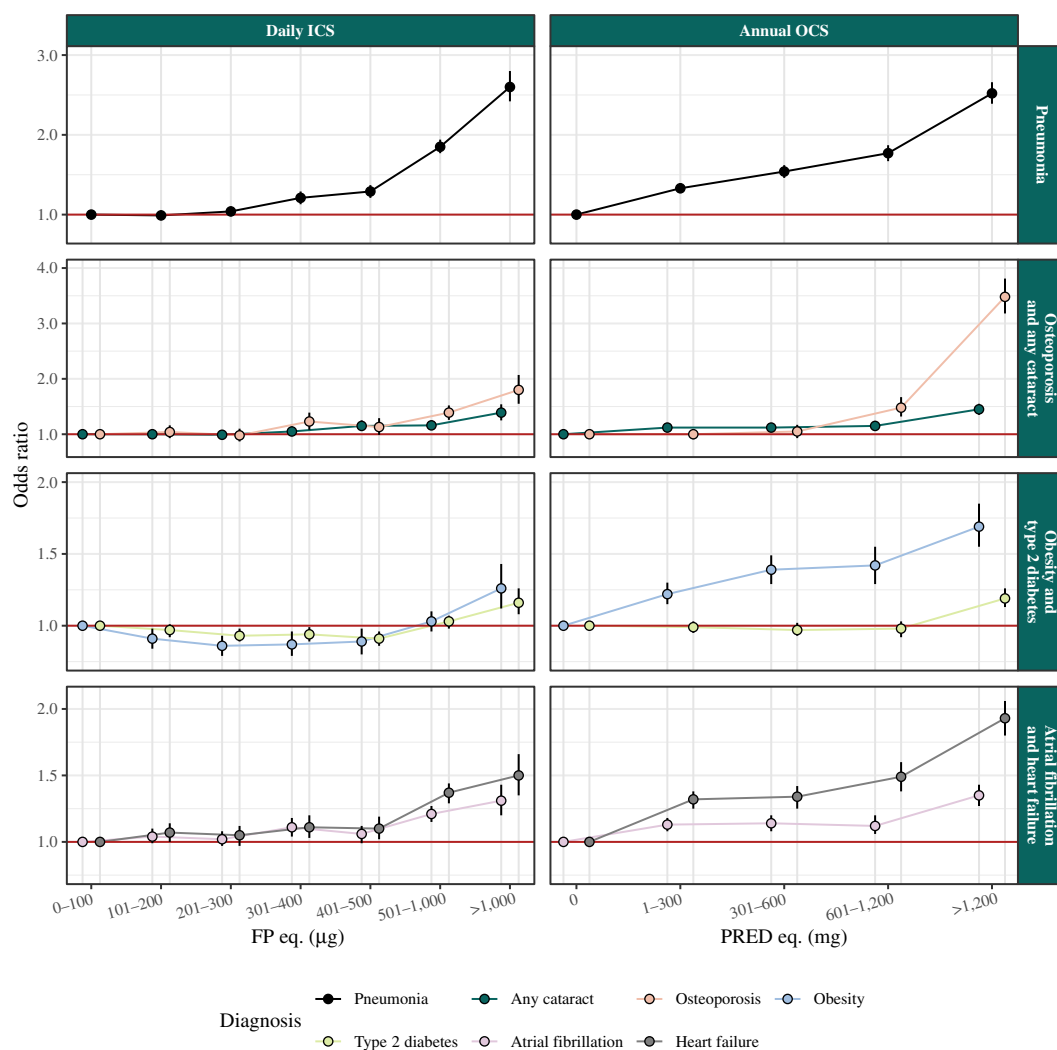 Daily ICS
Annual OCS
3.0
2.0
1.0
Pneumonia
4.0
3.0
2.0
1.0
Osteoporosis
and any cataract
Odds ratio
2.0
1.5
1.0
Obesity and
type 2 diabetes
2.0
1.5
1.0
Atrial fibrillation
and heart failure
0–100
101–200
201–300
301–400
401–500
501–1,000
>1,000
0
1–300
301–600
601–1,200
>1,200
FP eq. (μg)
PRED eq. (mg)
Diagnosis
Pneumonia
Any cataract
Osteoporosis
Obesity
Type 2 diabetes
Atrial fibrillation
Heart failure